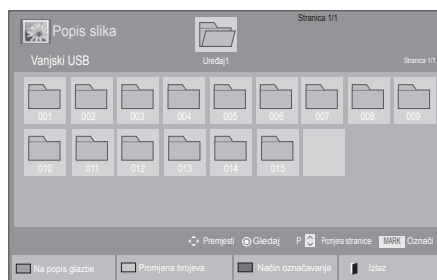 Stranica 1/1
Popis slika
Vanjski USB
Uređaj1
Stranica 1/1
001 002 003 004 005 006 007 008 009
010 011 012 013 014 015
Premjesti Gledaj P Promjena stranice MARK Označi
Na popis glazbe Promjena brojeva Način označavanja Izlaz